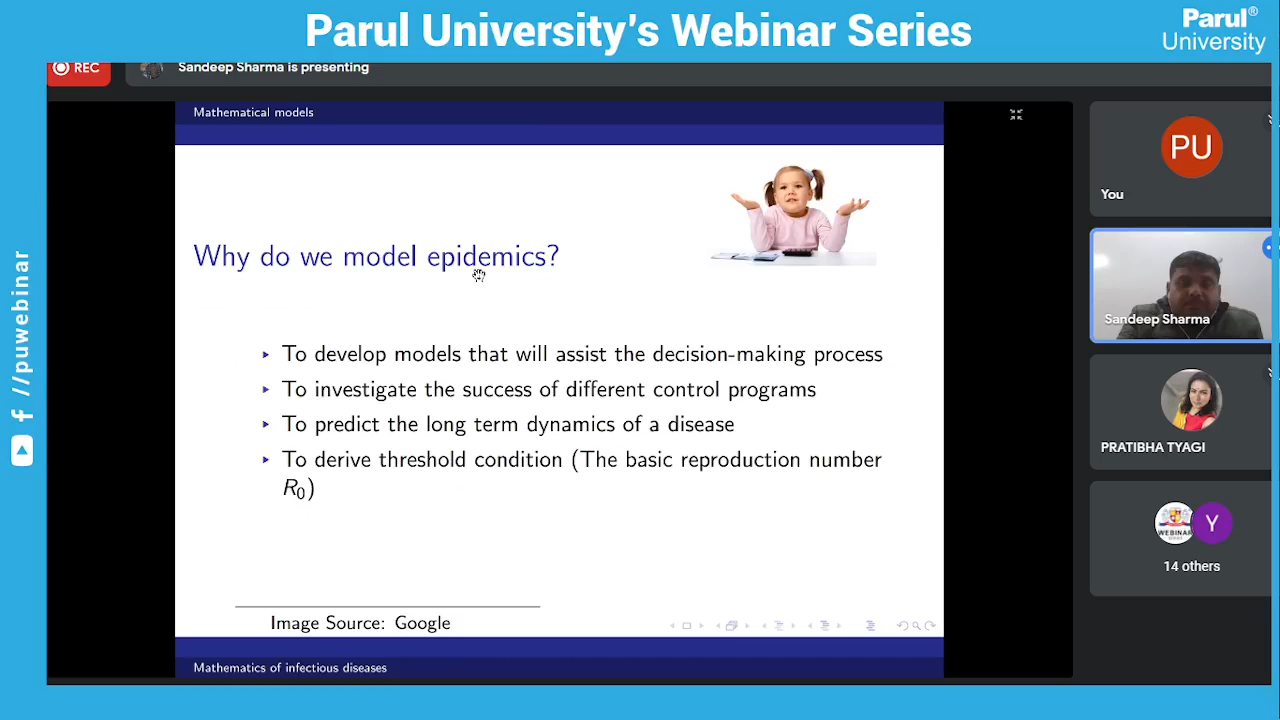 Parul University's Webinar Series
Parul®
University
REC
Sandeep Sharma is presenting
Mathematical models
Why do we model epidemics?
To develop models that will assist the decision-making process
To investigate the success of different control programs
To predict the long term dynamics of a disease
To derive threshold condition (The basic reproduction number
R₀)
Image Source: Google
Mathematics of infectious diseases
PU
You
Sandeep Sharma
PRATIBHA TYAGI
WEBINAR
Y
14 others
//puwebinar